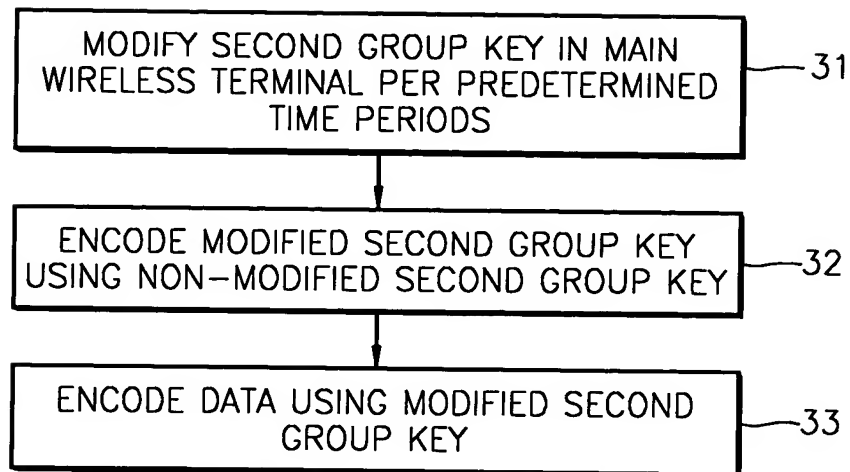 MODIFY SECOND GROUP KEY IN MAIN
WIRELESS TERMINAL PER PREDETERMINED
TIME PERIODS
31
ENCODE MODIFIED SECOND GROUP KEY
USING NON-MODIFIED SECOND GROUP KEY
32
ENCODE DATA USING MODIFIED SECOND
GROUP KEY
33